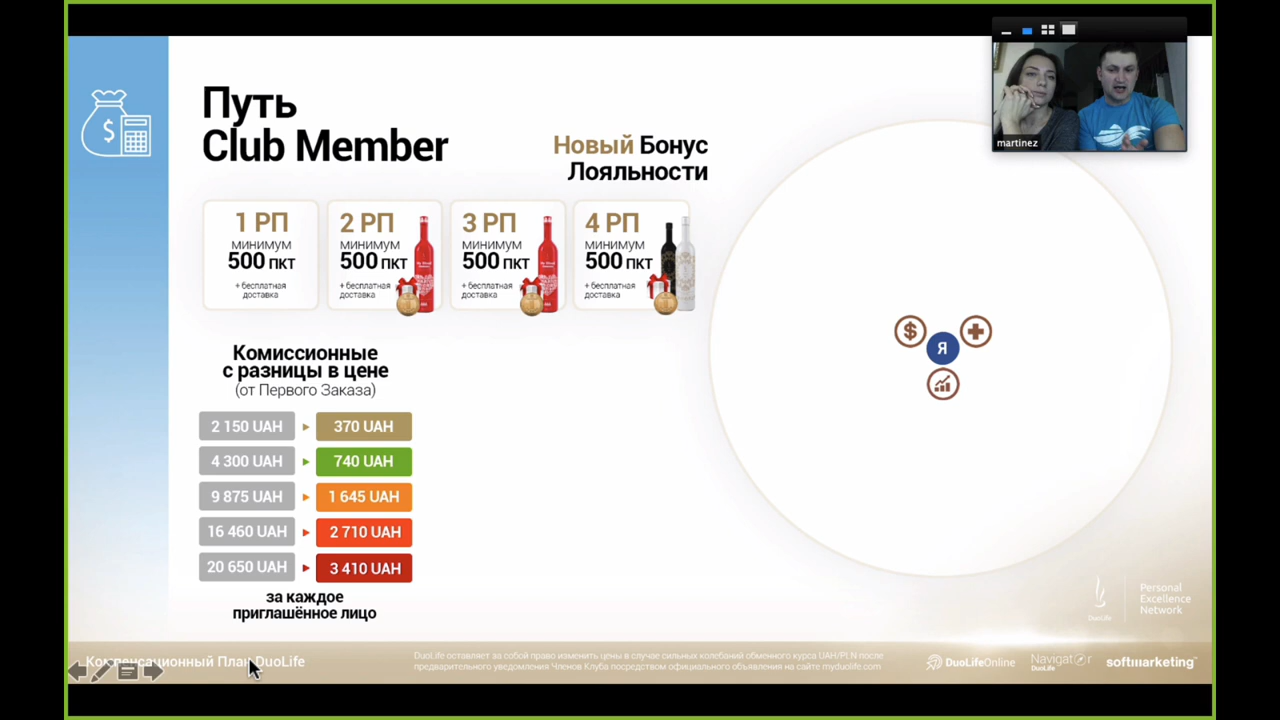 martinez
Путь
Club Member
Новый Бонус
Лояльности
1 РП
минимум
500 ПКТ
+ бесплатная
доставка
2 РП
минимум
500 ПКТ
+ бесплатная
доставка
3 РП
минимум
500 ПКТ
+ бесплатная
доставка
4 РП
минимум
500 ПКТ
+ бесплатная
доставка
Комиссионные
с разницы в цене
(от Первого Заказа)
2 150 UAH 370 UAH
4 300 UAH 740 UAH
9 875 UAH 1 645 UAH
16 460 UAH 2 710 UAH
20 650 UAH 3 410 UAH
за каждое
приглашённое лицо
$
$
Я
DuoLife
Personal
Excellence
Network
Компенсационный План DuoLife
DuoLife оставляет за собой право изменить цены в случае сильных колебаний обменного курса UAH/PLN после
предварительного уведомления Членов Клуба посредством официального объявления на сайте myduolife.com
DuoLifeOnline
Navigator
DuoLife
softmarketing